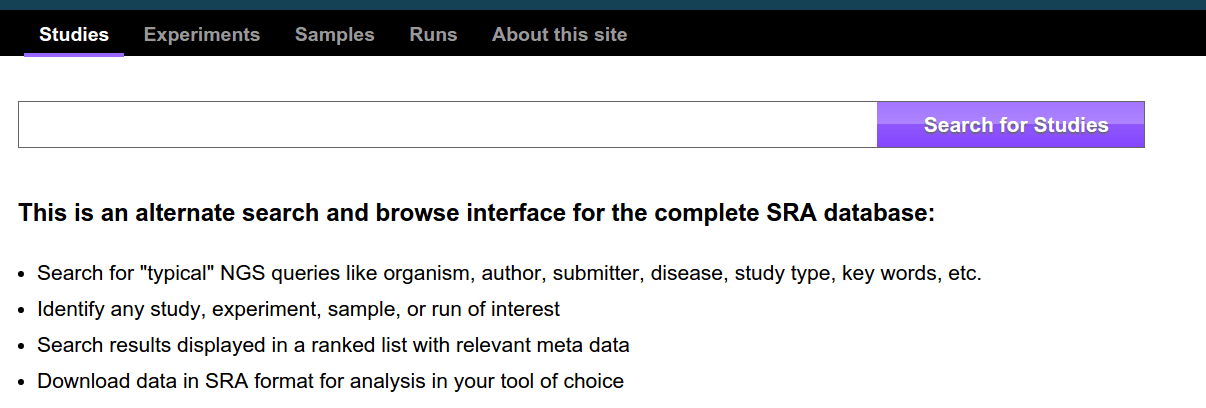 Studies Experiments Samples Runs About this site
Search for Studies
This is an alternate search and browse interface for the complete SRA database:
Search for "typical" NGS queries like organism, author, submitter, disease, study type, key words, etc.
Identify any study, experiment, sample, or run of interest
Search results displayed in a ranked list with relevant meta data
Download data in SRA format for analysis in your tool of choice